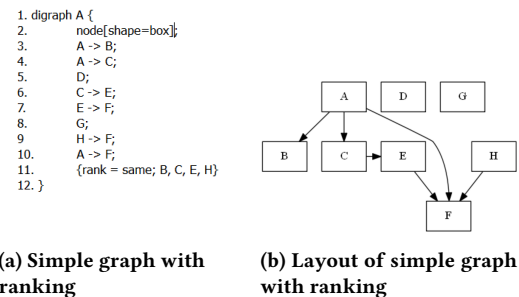 1. digraph A {
2. node[shape=box];
3. A -> B;
4. A -> C;
5. D;
6. C -> E;
7. E -> F;
8. G;
9 H -> F;
10. A -> F;
11. {rank = same; B, C, E, H}
12. }
A D G
B C E H
F
(a) Simple graph with
ranking
(b) Layout of simple graph
with ranking